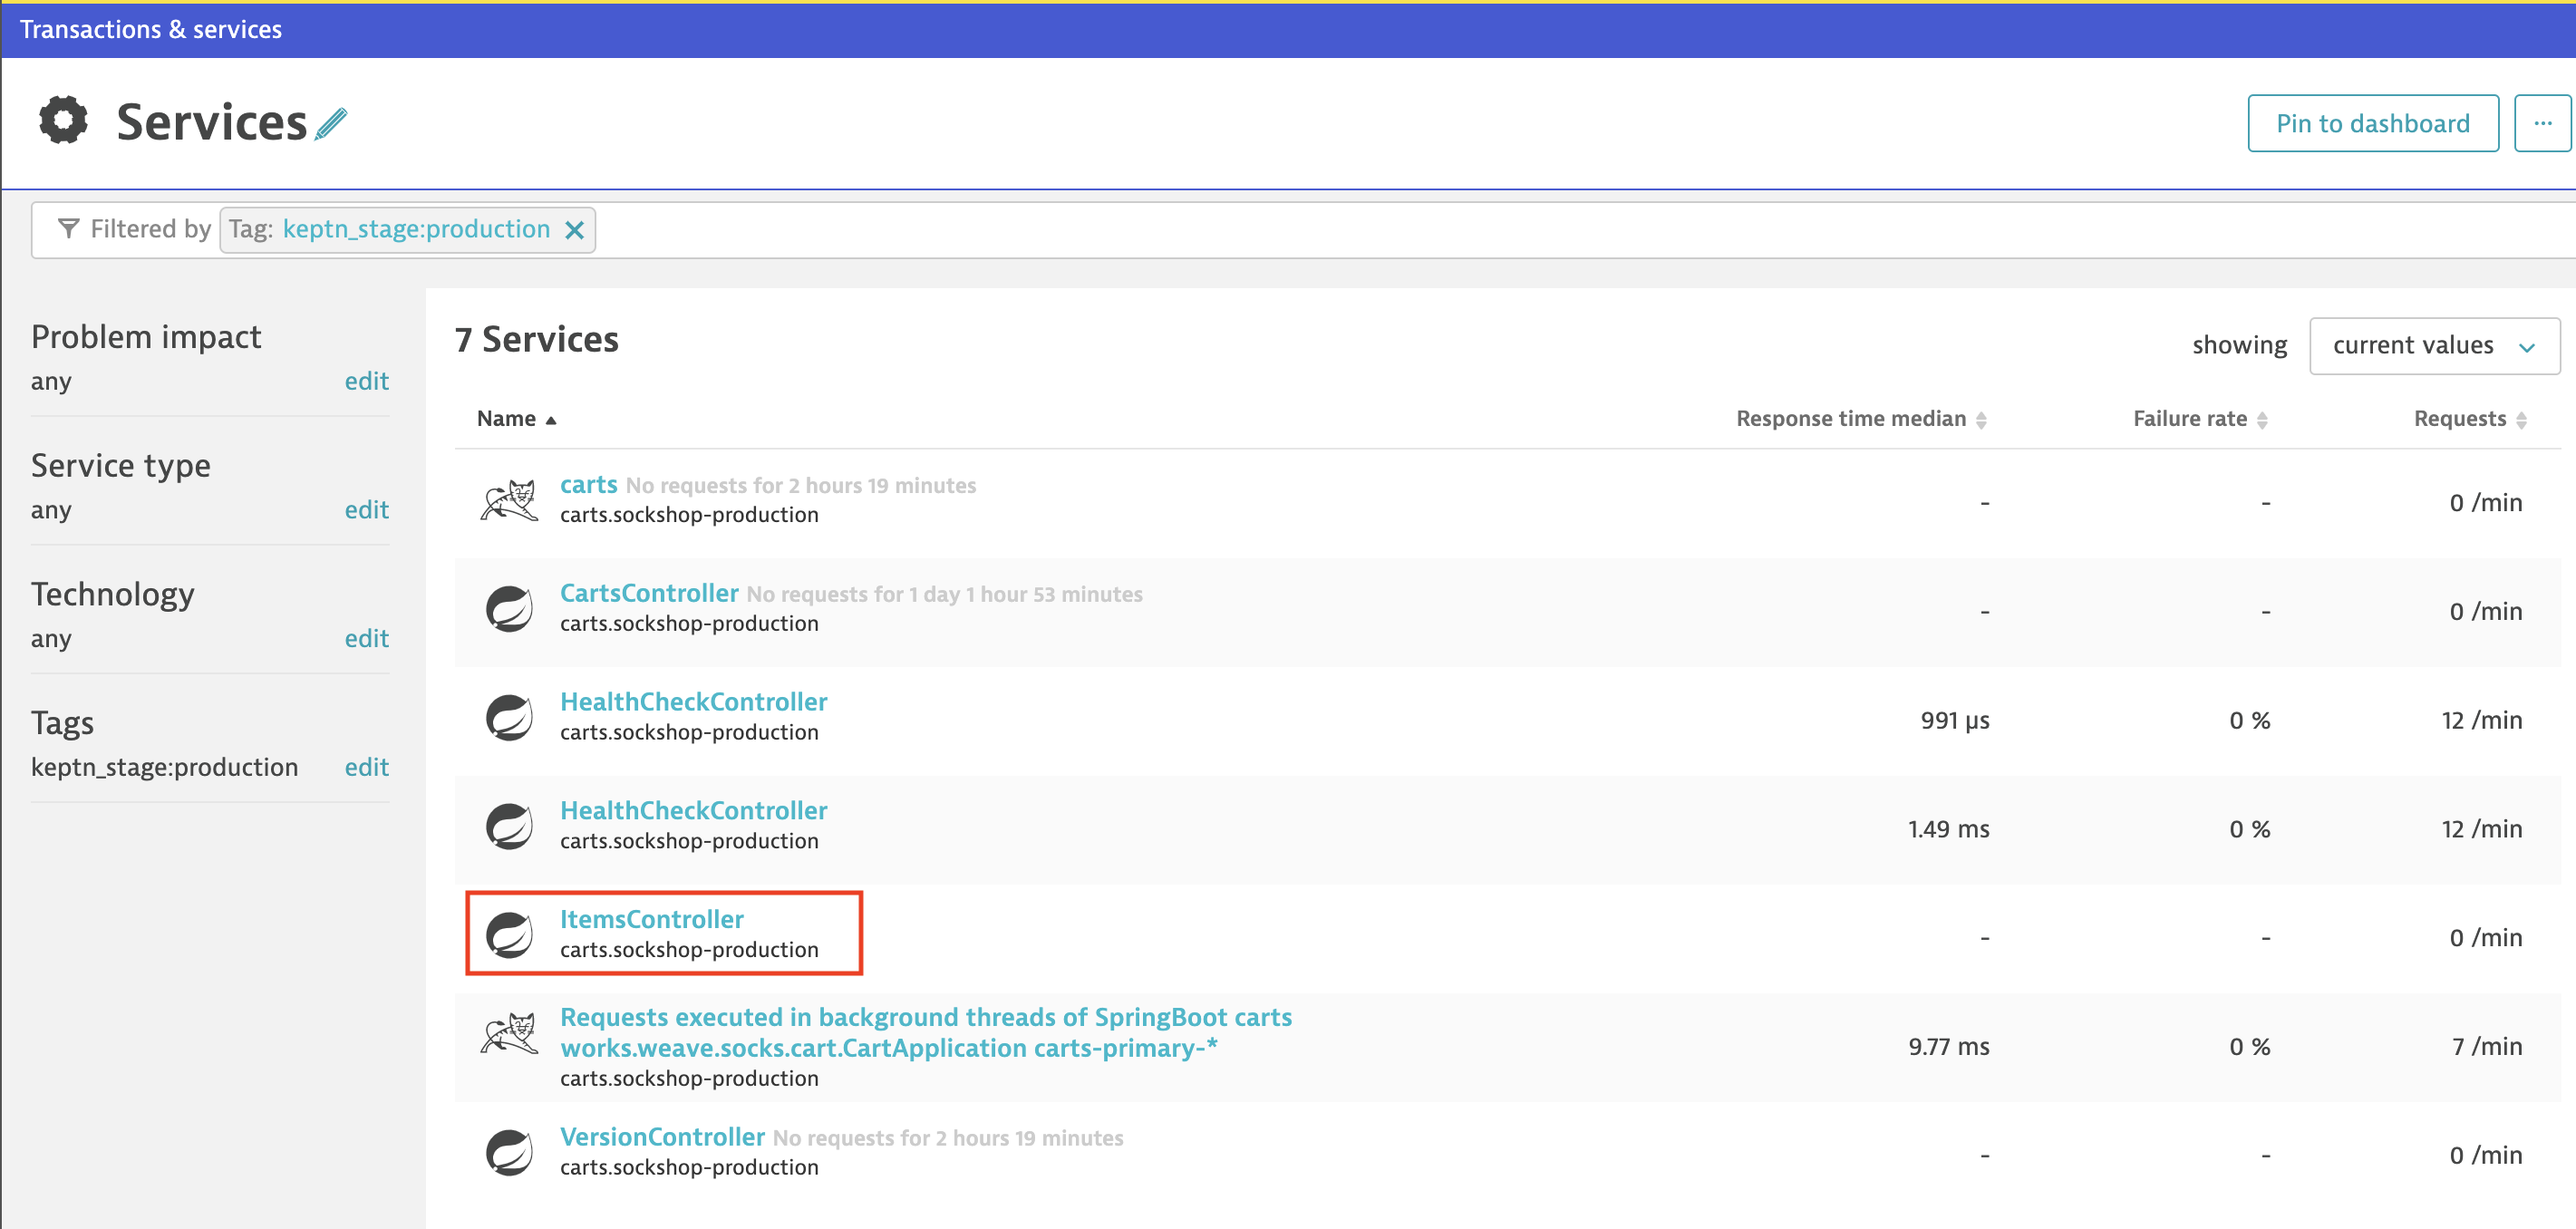 Transactions & services
Services
Pin to dashboard
...
Filtered by Tag: keptn_stage:production
Problem impact
any edit
Service type
any edit
Technology
any edit
Tags
keptn_stage:production edit
7 Services
showing current values
Name Response time median Failure rate Requests
carts No requests for 2 hours 19 minutes
carts.sockshop-production
- - 0 /min
CartsController No requests for 1 day 1 hour 53 minutes
carts.sockshop-production
- - 0 /min
HealthCheckController
carts.sockshop-production
991 µs 0 % 12 /min
HealthCheckController
carts.sockshop-production
1.49 ms 0 % 12 /min
ItemsController
carts.sockshop-production
- - 0 /min
Requests executed in background threads of SpringBoot carts
works.weave.socks.cart.CartApplication carts-primary-*
carts.sockshop-production
9.77 ms 0 % 7 /min
VersionController No requests for 2 hours 19 minutes
carts.sockshop-production
- - 0 /min